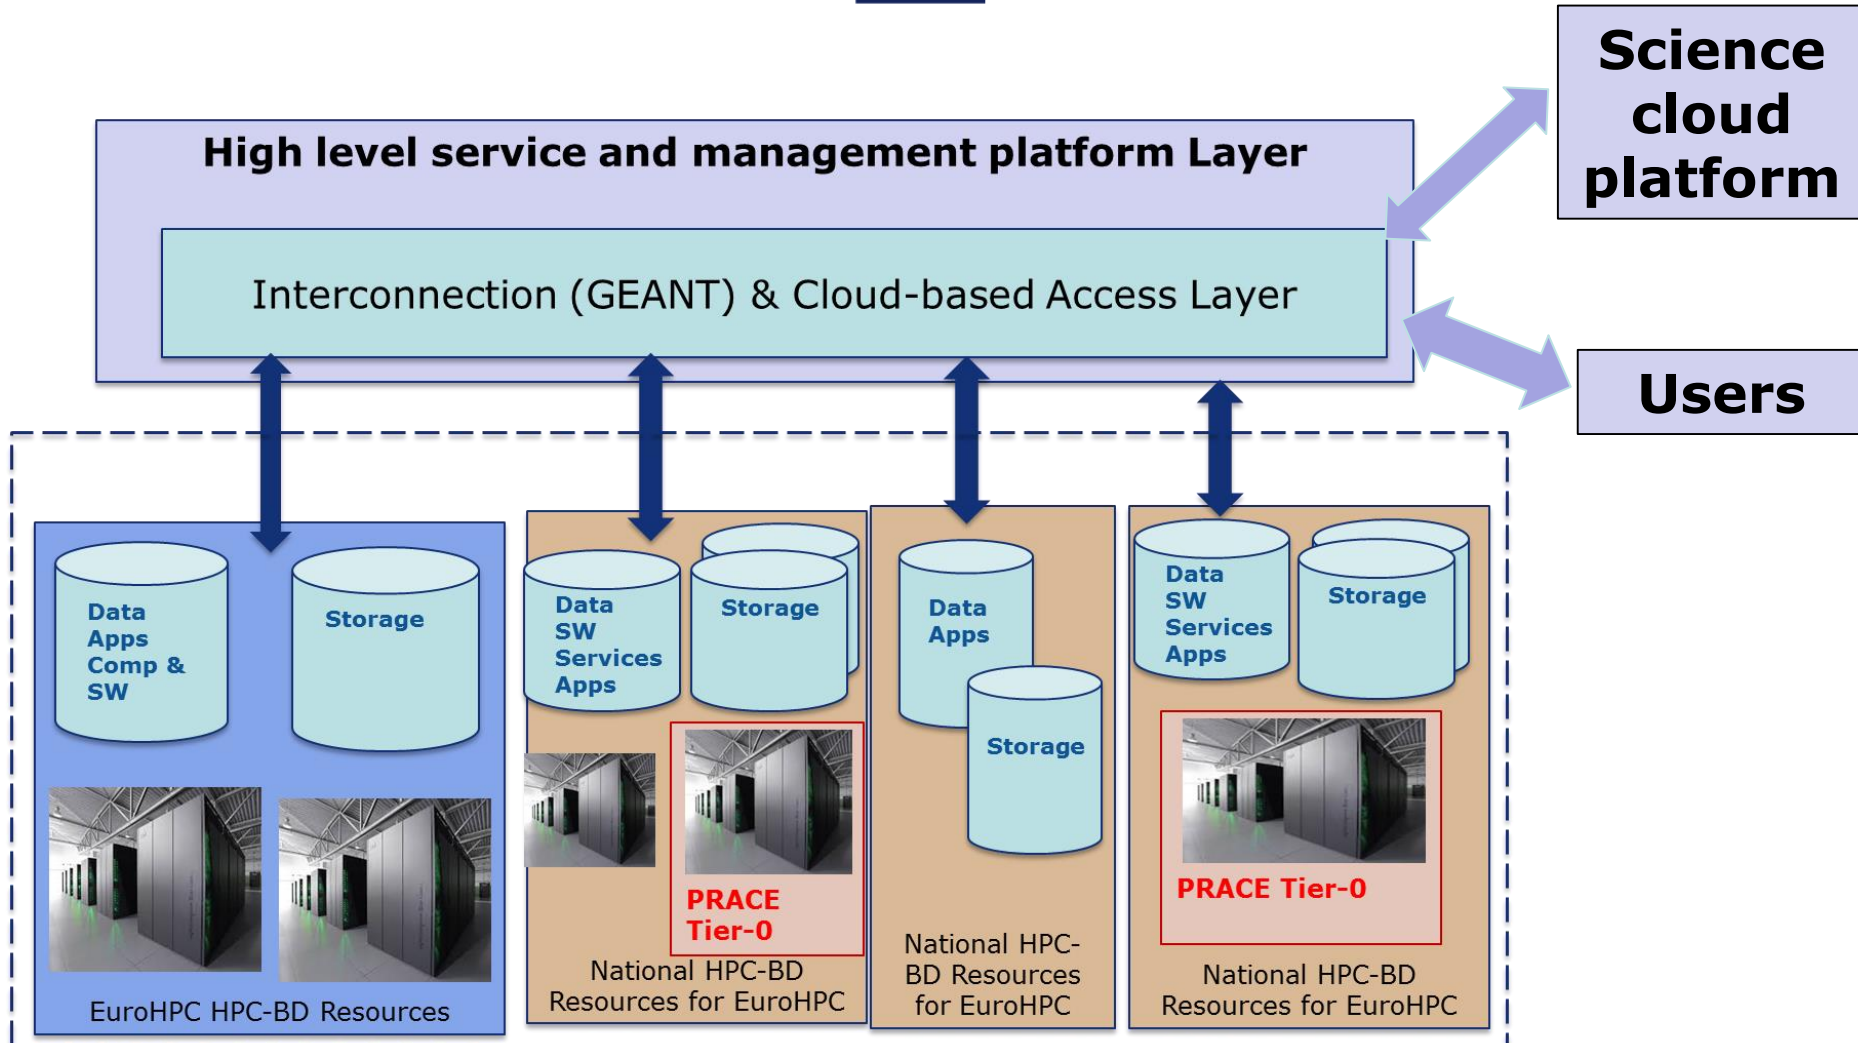 Science
cloud
platform
High level service and management platform Layer
Interconnection (GEANT) & Cloud-based Access Layer
Users
Data
Apps
Comp &
SW
Storage
EuroHPC HPC-BD Resources
Data
SW
Services
Apps
Storage
PRACE
Tier-0
National HPC-BD
Resources for EuroHPC
Data
Apps
Storage
National HPC-
BD Resources
for EuroHPC
Data
SW
Services
Apps
Storage
PRACE Tier-0
National HPC-BD
Resources for EuroHPC